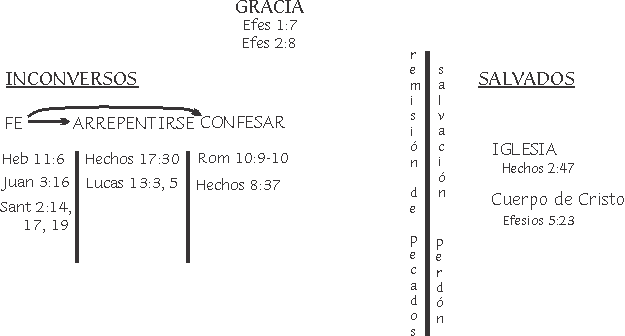 GRACIA
Efes 1:7
Efes 2:8
INCONVERSOS
FE
ARREPENTIRSE
CONFESAR
Heb 11:6
Juan 3:16
Sant 2:14,
17, 19
Hechos 17:30
Lucas 13:3, 5
Rom 10:9-10
Hechos 8:37
remisión de pecados
salvación perdón
SALVADOS
IGLESIA
Hechos 2:47
Cuerpo de Cristo
Efesios 5:23